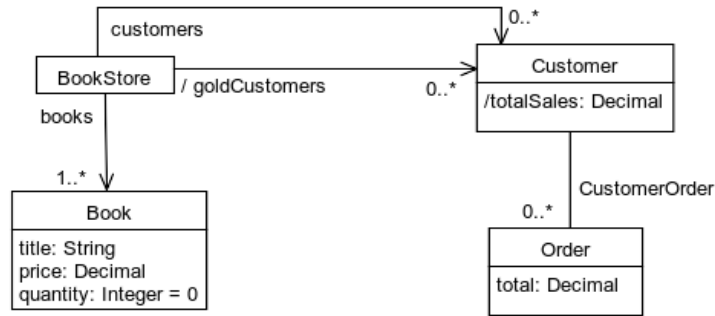 customers
0..*
BookStore
/ goldCustomers
0..*
Customer
/totalSales: Decimal
books
1..*
Book
title: String
price: Decimal
quantity: Integer = 0
CustomerOrder
0..*
Order
total: Decimal